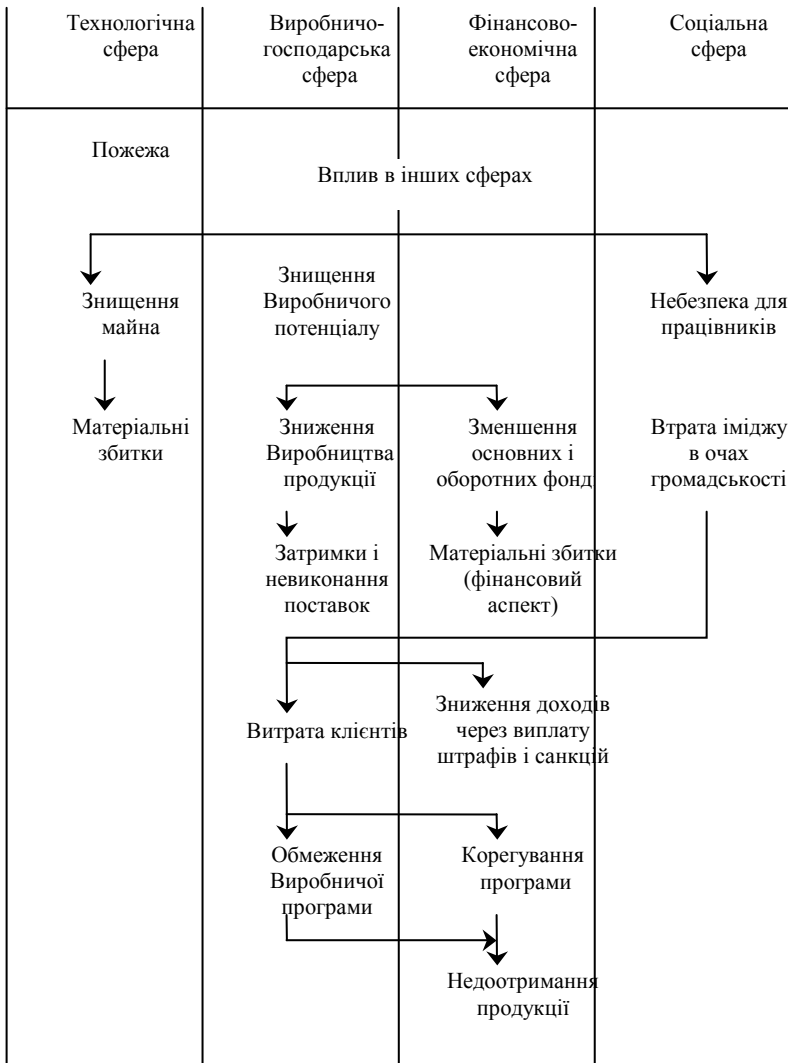 Технологічна
сфера
Виробничо-
господарська
сфера
Фінансово-
економічна
сфера
Соціальна
сфера
Пожежа
Вплив в інших сферах
Знищення
майна
Знищення
Виробничого
потенціалу
Небезпека для
працівників
Матеріальні
збитки
Зниження
Виробництва
продукції
Зменшення
основних і
оборотних фонд
Втрата іміджу
в очах
громадськості
Затримки і
невиконання
поставок
Матеріальні збитки
(фінансовий
аспект)
Витрата клієнтів
Зниження доходів
через виплату
штрафів і санкцій
Обмеження
Виробничої
програми
Корегування
програми
Недоотримання
продукції